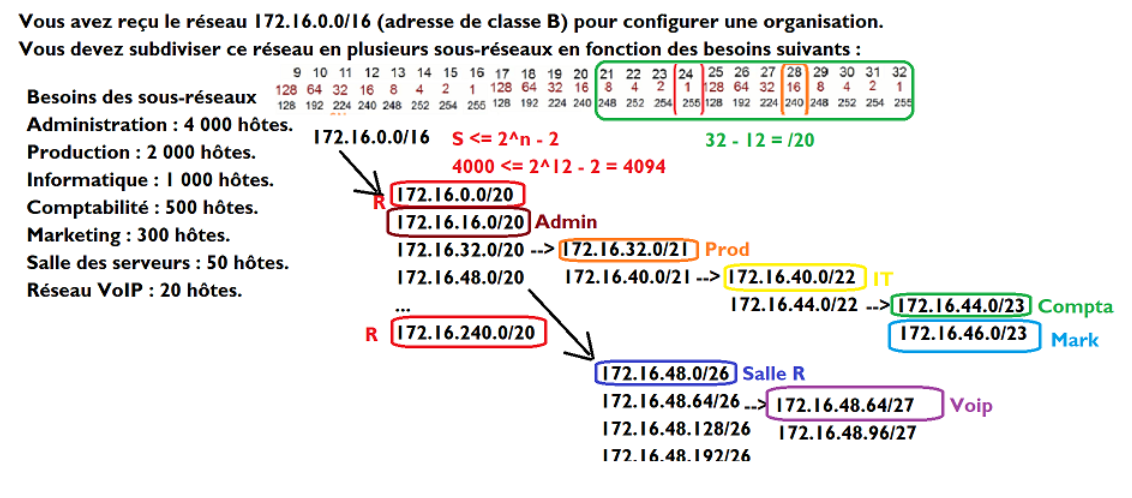 Vous avez reçu le réseau 172.16.0.0/16 (adresse de classe B) pour configurer une organisation.
Vous devez subdiviser ce réseau en plusieurs sous-réseaux en fonction des besoins suivants :
9 10 11 12 13 14 15 16 17 18 19 20 21 22 23 24 25 26 27 28 29 30 31 32
128 64 32 16 8 4 2 1 128 64 32 16 8 4 2 1 128 64 32 16 8 4 2 1
128 192 224 240 248 252 254 255 128 192 224 240 248 252 254 255 128 192 224 240 248 252 254 255
Besoins des sous-réseaux
Administration : 4 000 hôtes.
Production : 2 000 hôtes.
Informatique : 1 000 hôtes.
Comptabilité : 500 hôtes.
Marketing : 300 hôtes.
Salle des serveurs : 50 hôtes.
Réseau VoIP : 20 hôtes.
172.16.0.0/16 S <= 2^n - 2 32 - 12 = /20
4000 <= 2^12 - 2 = 4094
R 172.16.0.0/20
172.16.16.0/20 Admin
172.16.32.0/20 --> 172.16.32.0/21 Prod
172.16.48.0/20 172.16.40.0/21 --> 172.16.40.0/22 IT
172.16.44.0/22 --> 172.16.44.0/23 Compta
...
R 172.16.240.0/20 172.16.46.0/23 Mark
172.16.48.0/26 Salle R
172.16.48.64/26 --> 172.16.48.64/27 Voip
172.16.48.128/26 172.16.48.96/27
172.16.48.192/26